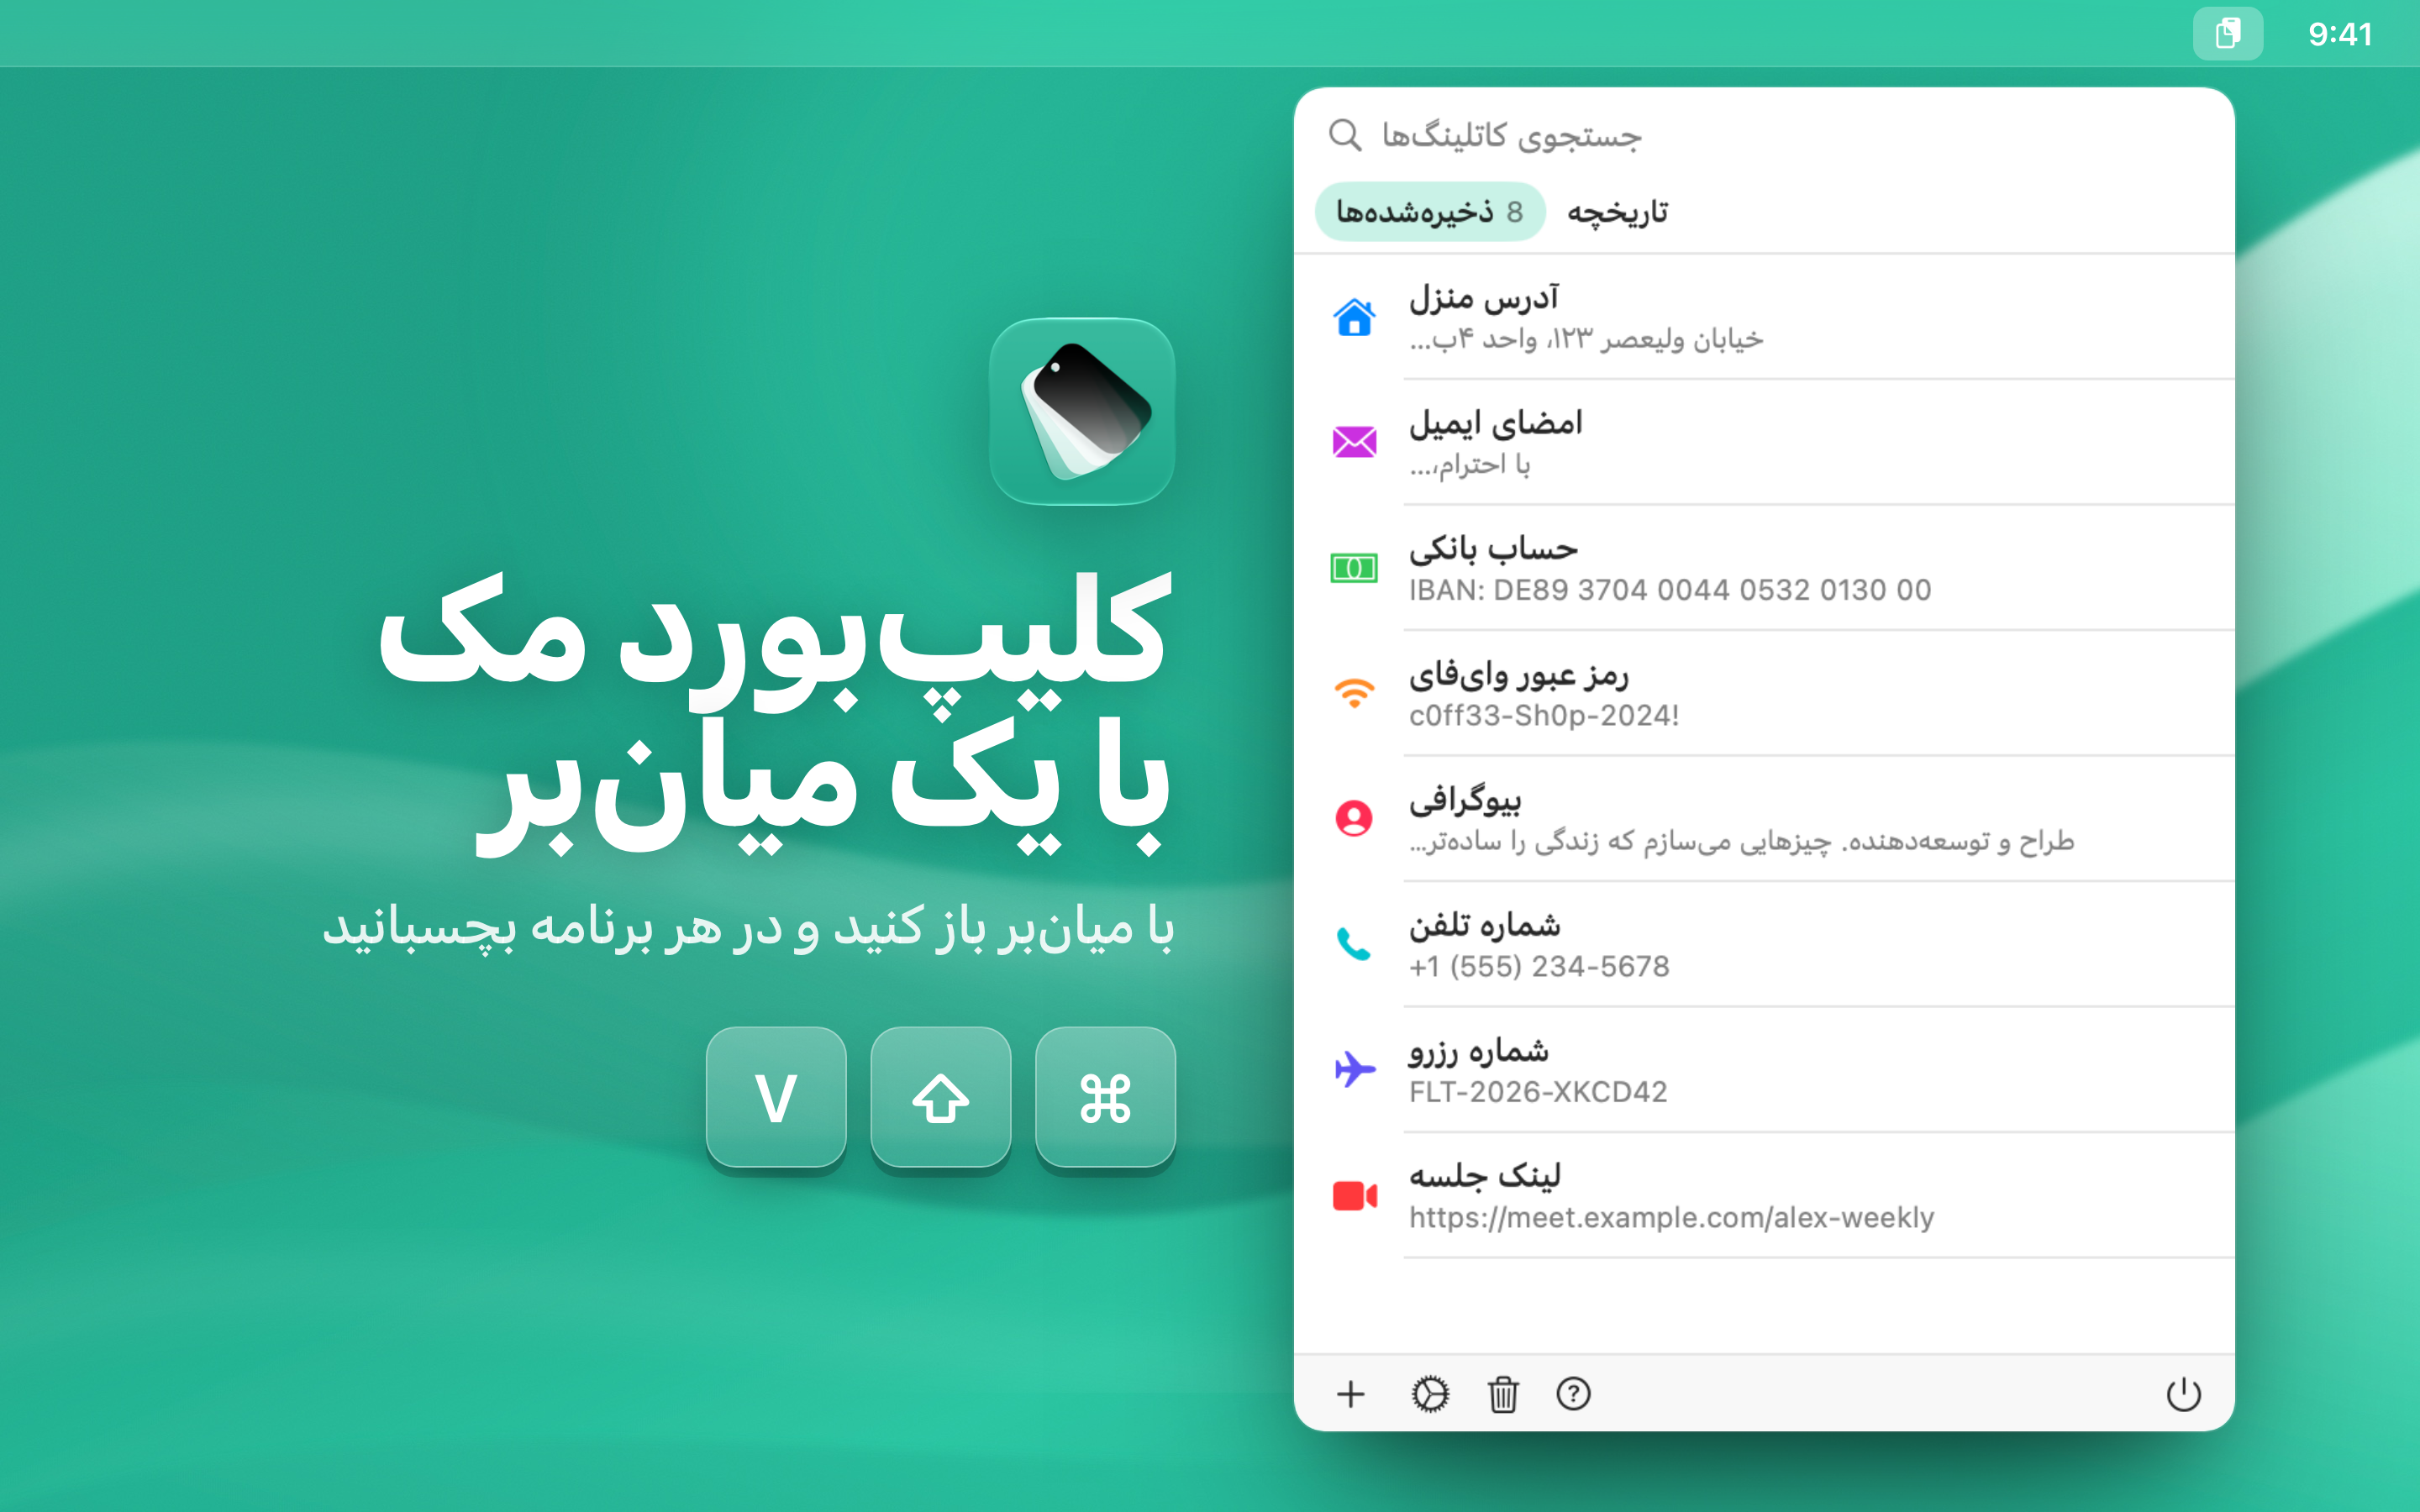 9:41
کلیپ‌بورد مک
با یک میان‌بر
با میان‌بر باز کنید و در هر برنامه بچسبانید
⌘ ⇧ V
جستجوی کاتلینگ‌ها
ذخیره‌شده‌ها 8
تاریخچه
آدرس منزل
خیابان ولیعصر ۱۲۳، واحد ۴ب...
امضای ایمیل
با احترام،...
حساب بانکی
IBAN: DE89 3704 0044 0532 0130 00
رمز عبور وای‌فای
c0ff33-Sh0p-2024!
بیوگرافی
طراح و توسعه‌دهنده. چیزهایی می‌سازم که زندگی را ساده‌تر...
شماره تلفن
+1 (555) 234-5678
شماره رزرو
FLT-2026-XKCD42
لینک جلسه
https://meet.example.com/alex-weekly